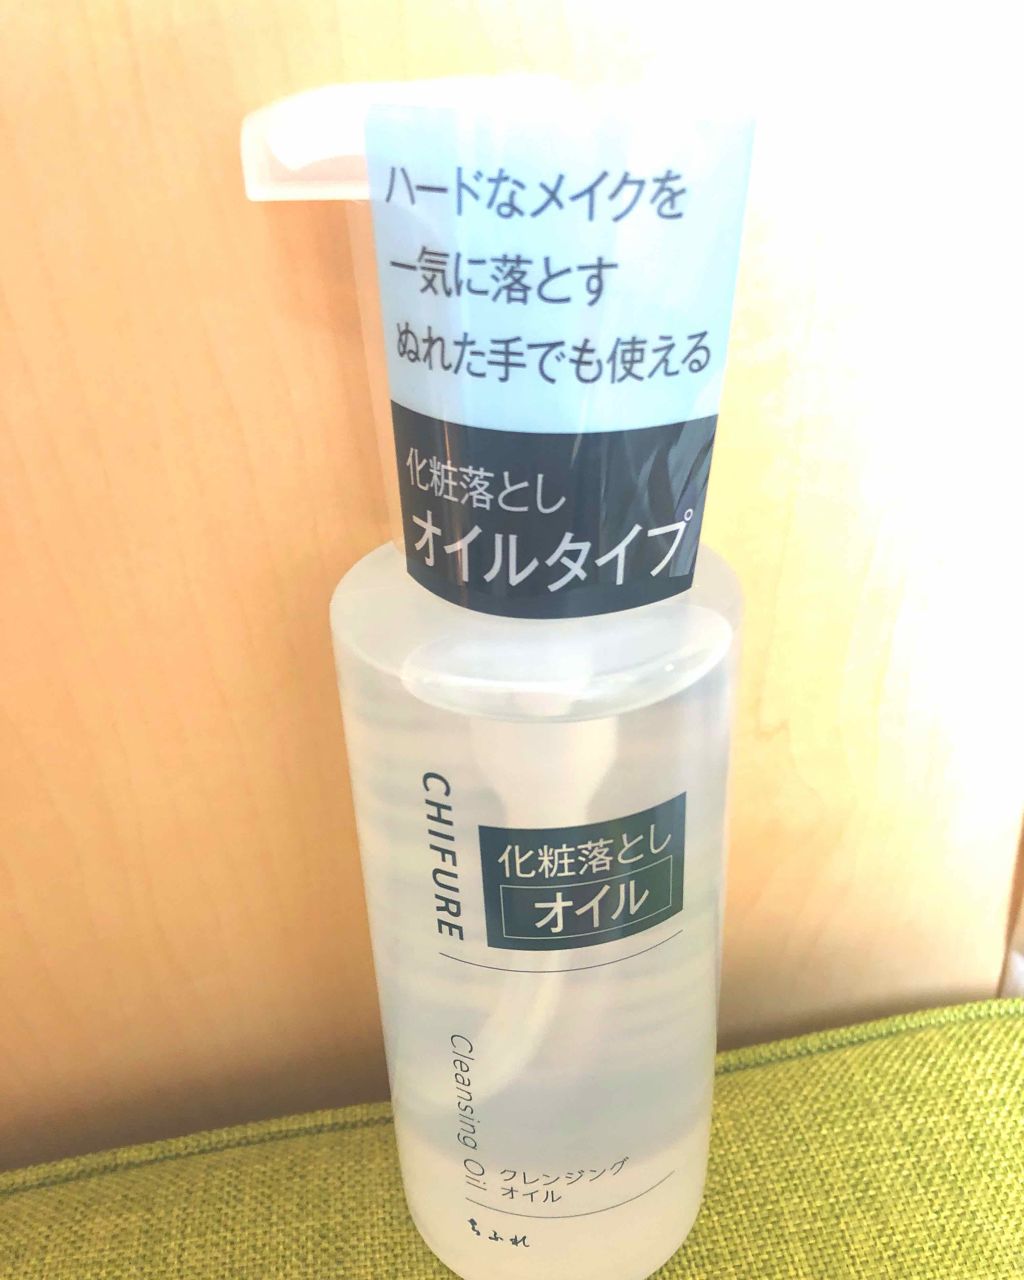 ハードなメイクを
一気に落とす
ぬれた手でも使える
化粧落とし
オイルタイプ
CHIFURE
化粧落とし
オイル
Cleansing Oil
クレンジング
オイル
ちふれ